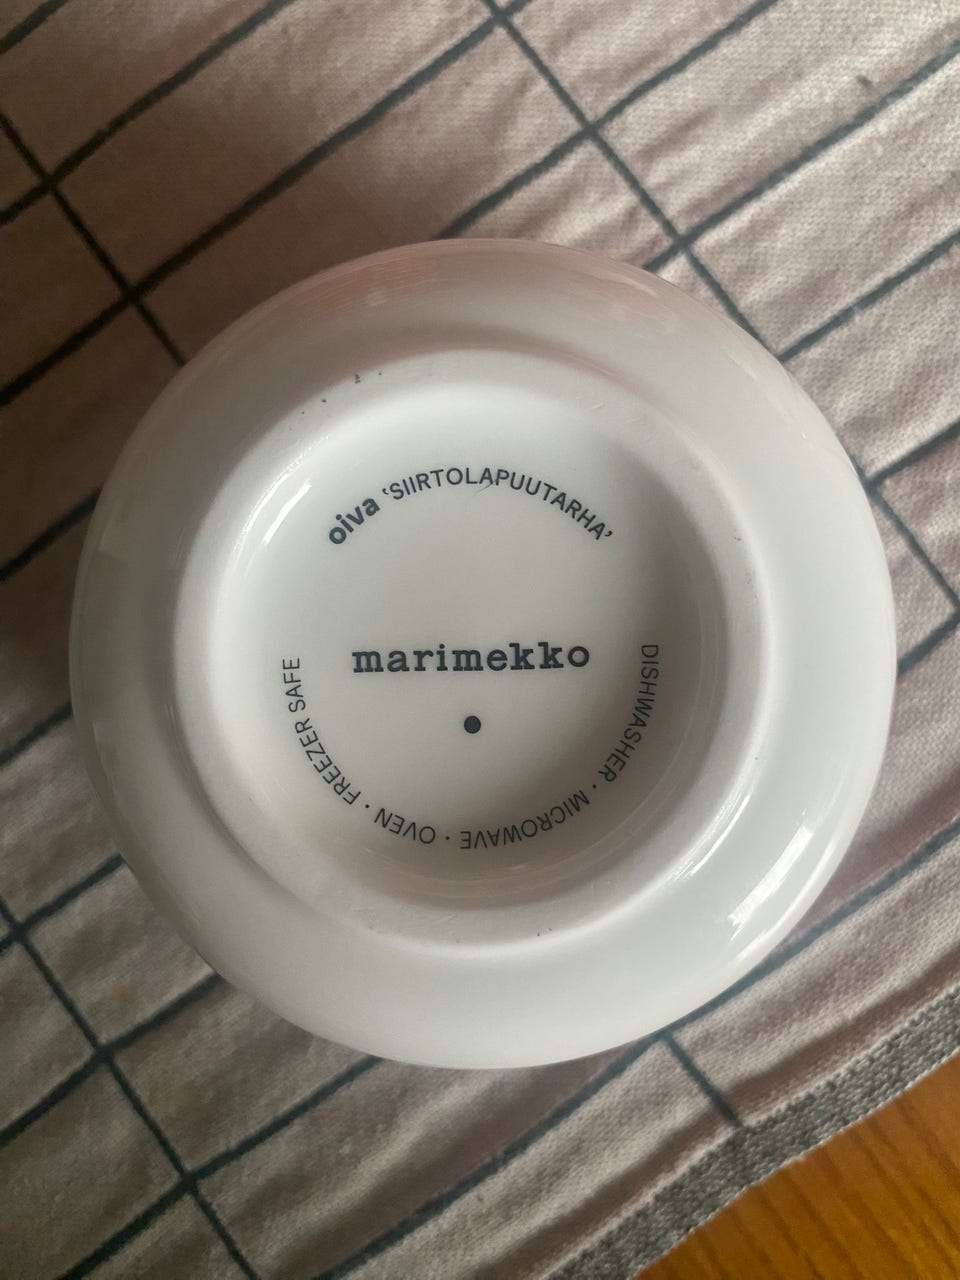 oiva ‘SIIRTOLAPUUTARHA’
marimekko
DISHWASHER · MICROWAVE · OVEN · FREEZER SAFE